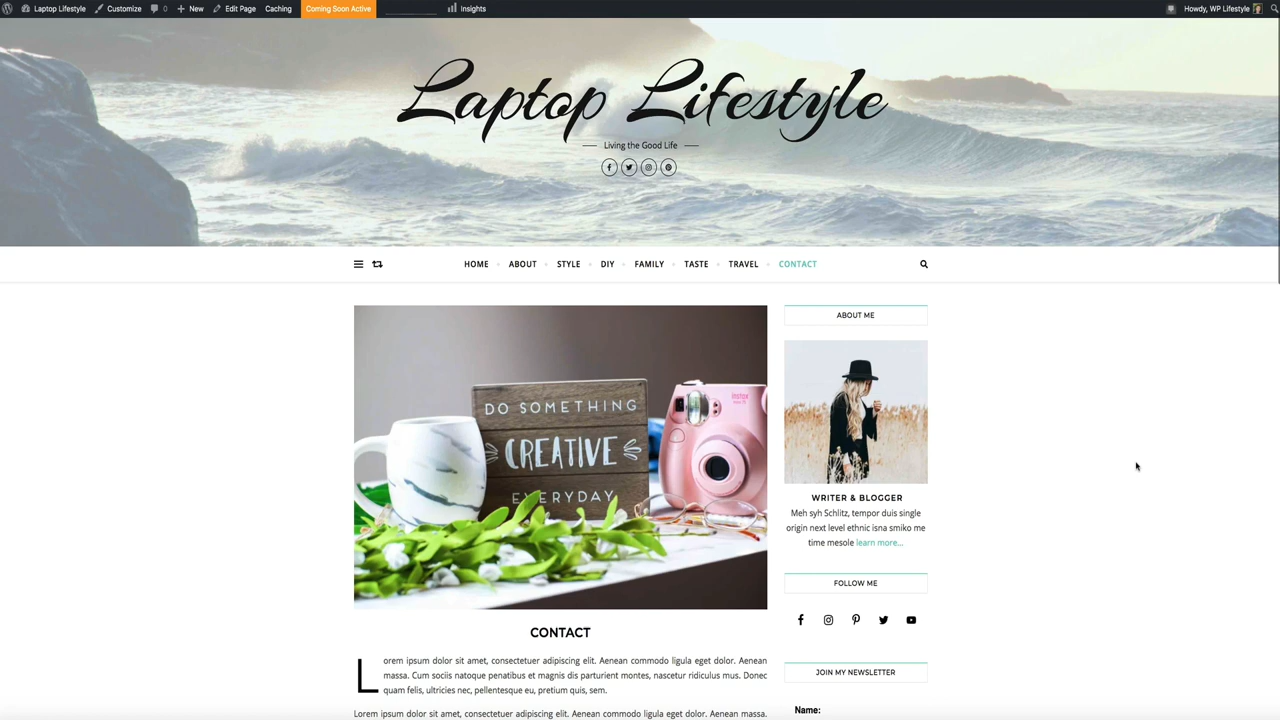 Laptop Lifestyle Customize 0 New Edit Page Caching Coming Soon Active Insights Howdy, WP Lifestyle
Laptop Lifestyle
Living the Good Life
HOME ABOUT STYLE DIY FAMILY TASTE TRAVEL CONTACT
ABOUT ME
instax
DO SOMETHING
CREATIVE
EVERYDAY
WRITER & BLOGGER
Meh syh Schlitz, tempor duis single
origin next level ethnic isna smiko me
time mesole learn more...
FOLLOW ME
CONTACT
Lorem ipsum dolor sit amet, consectetuer adipiscing elit. Aenean commodo ligula eget dolor. Aenean
massa. Cum sociis natoque penatibus et magnis dis parturient montes, nascetur ridiculus mus. Donec
quam felis, ultricies nec, pellentesque eu, pretium quis, sem.
JOIN MY NEWSLETTER
Name:
Lorem ipsum dolor sit amet, consectetuer adipiscing elit. Aenean commodo ligula eget dolor. Aenean massa.